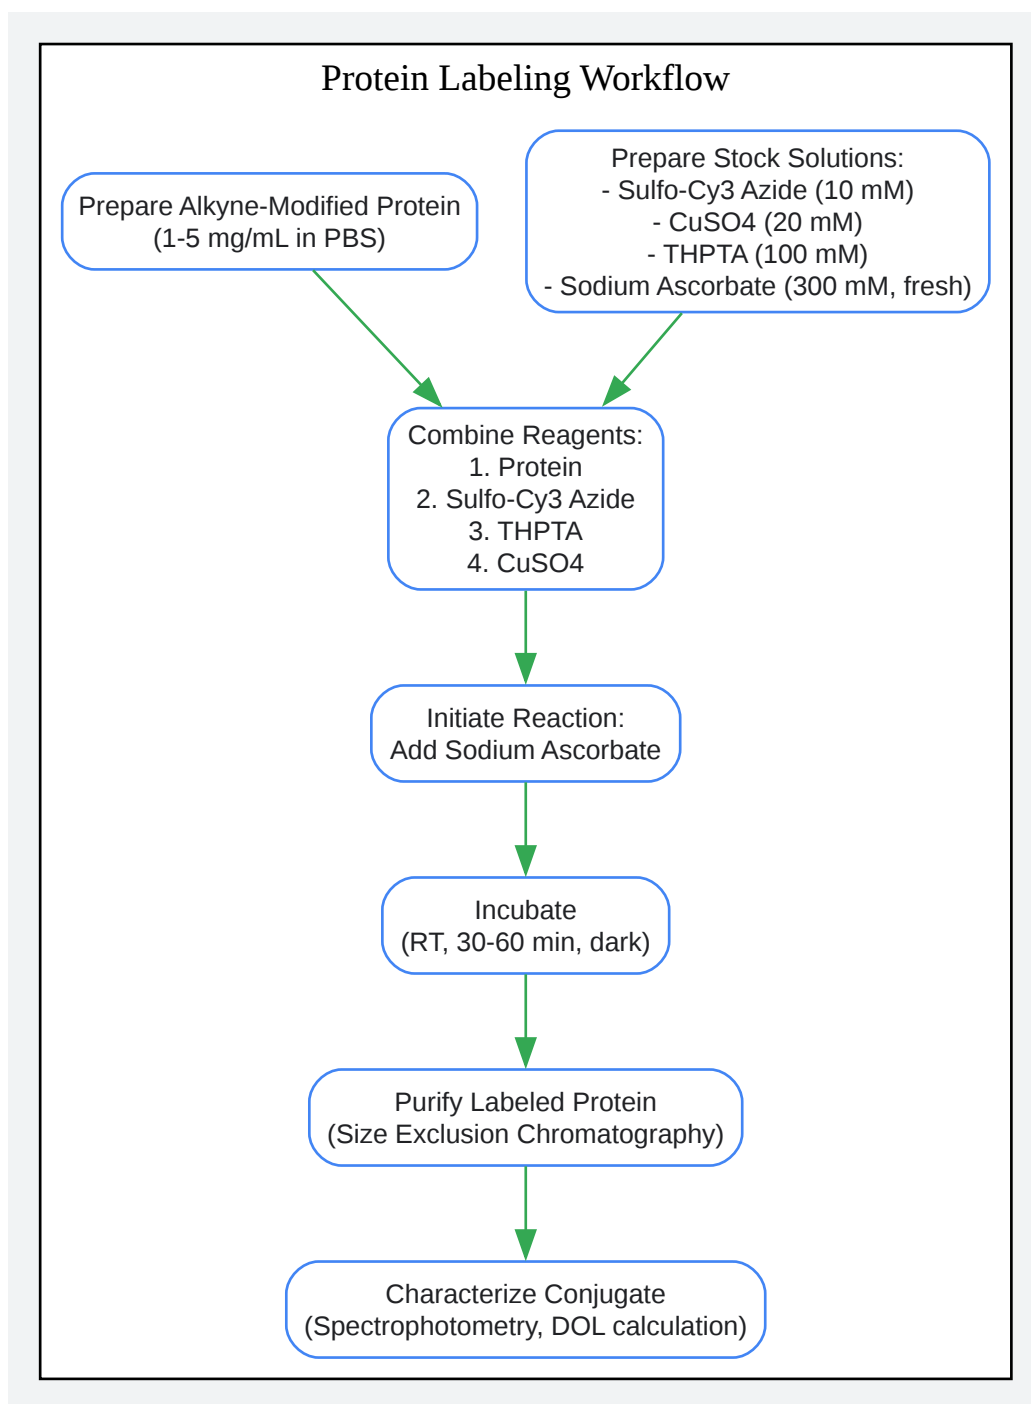 Protein Labeling Workflow
Prepare Alkyne-Modified Protein
(1-5 mg/mL in PBS)
Prepare Stock Solutions:
- Sulfo-Cy3 Azide (10 mM)
- CuSO4 (20 mM)
- THPTA (100 mM)
- Sodium Ascorbate (300 mM, fresh)
Combine Reagents:
1. Protein
2. Sulfo-Cy3 Azide
3. THPTA
4. CuSO4
Initiate Reaction:
Add Sodium Ascorbate
Incubate
(RT, 30-60 min, dark)
Purify Labeled Protein
(Size Exclusion Chromatography)
Characterize Conjugate
(Spectrophotometry, DOL calculation)